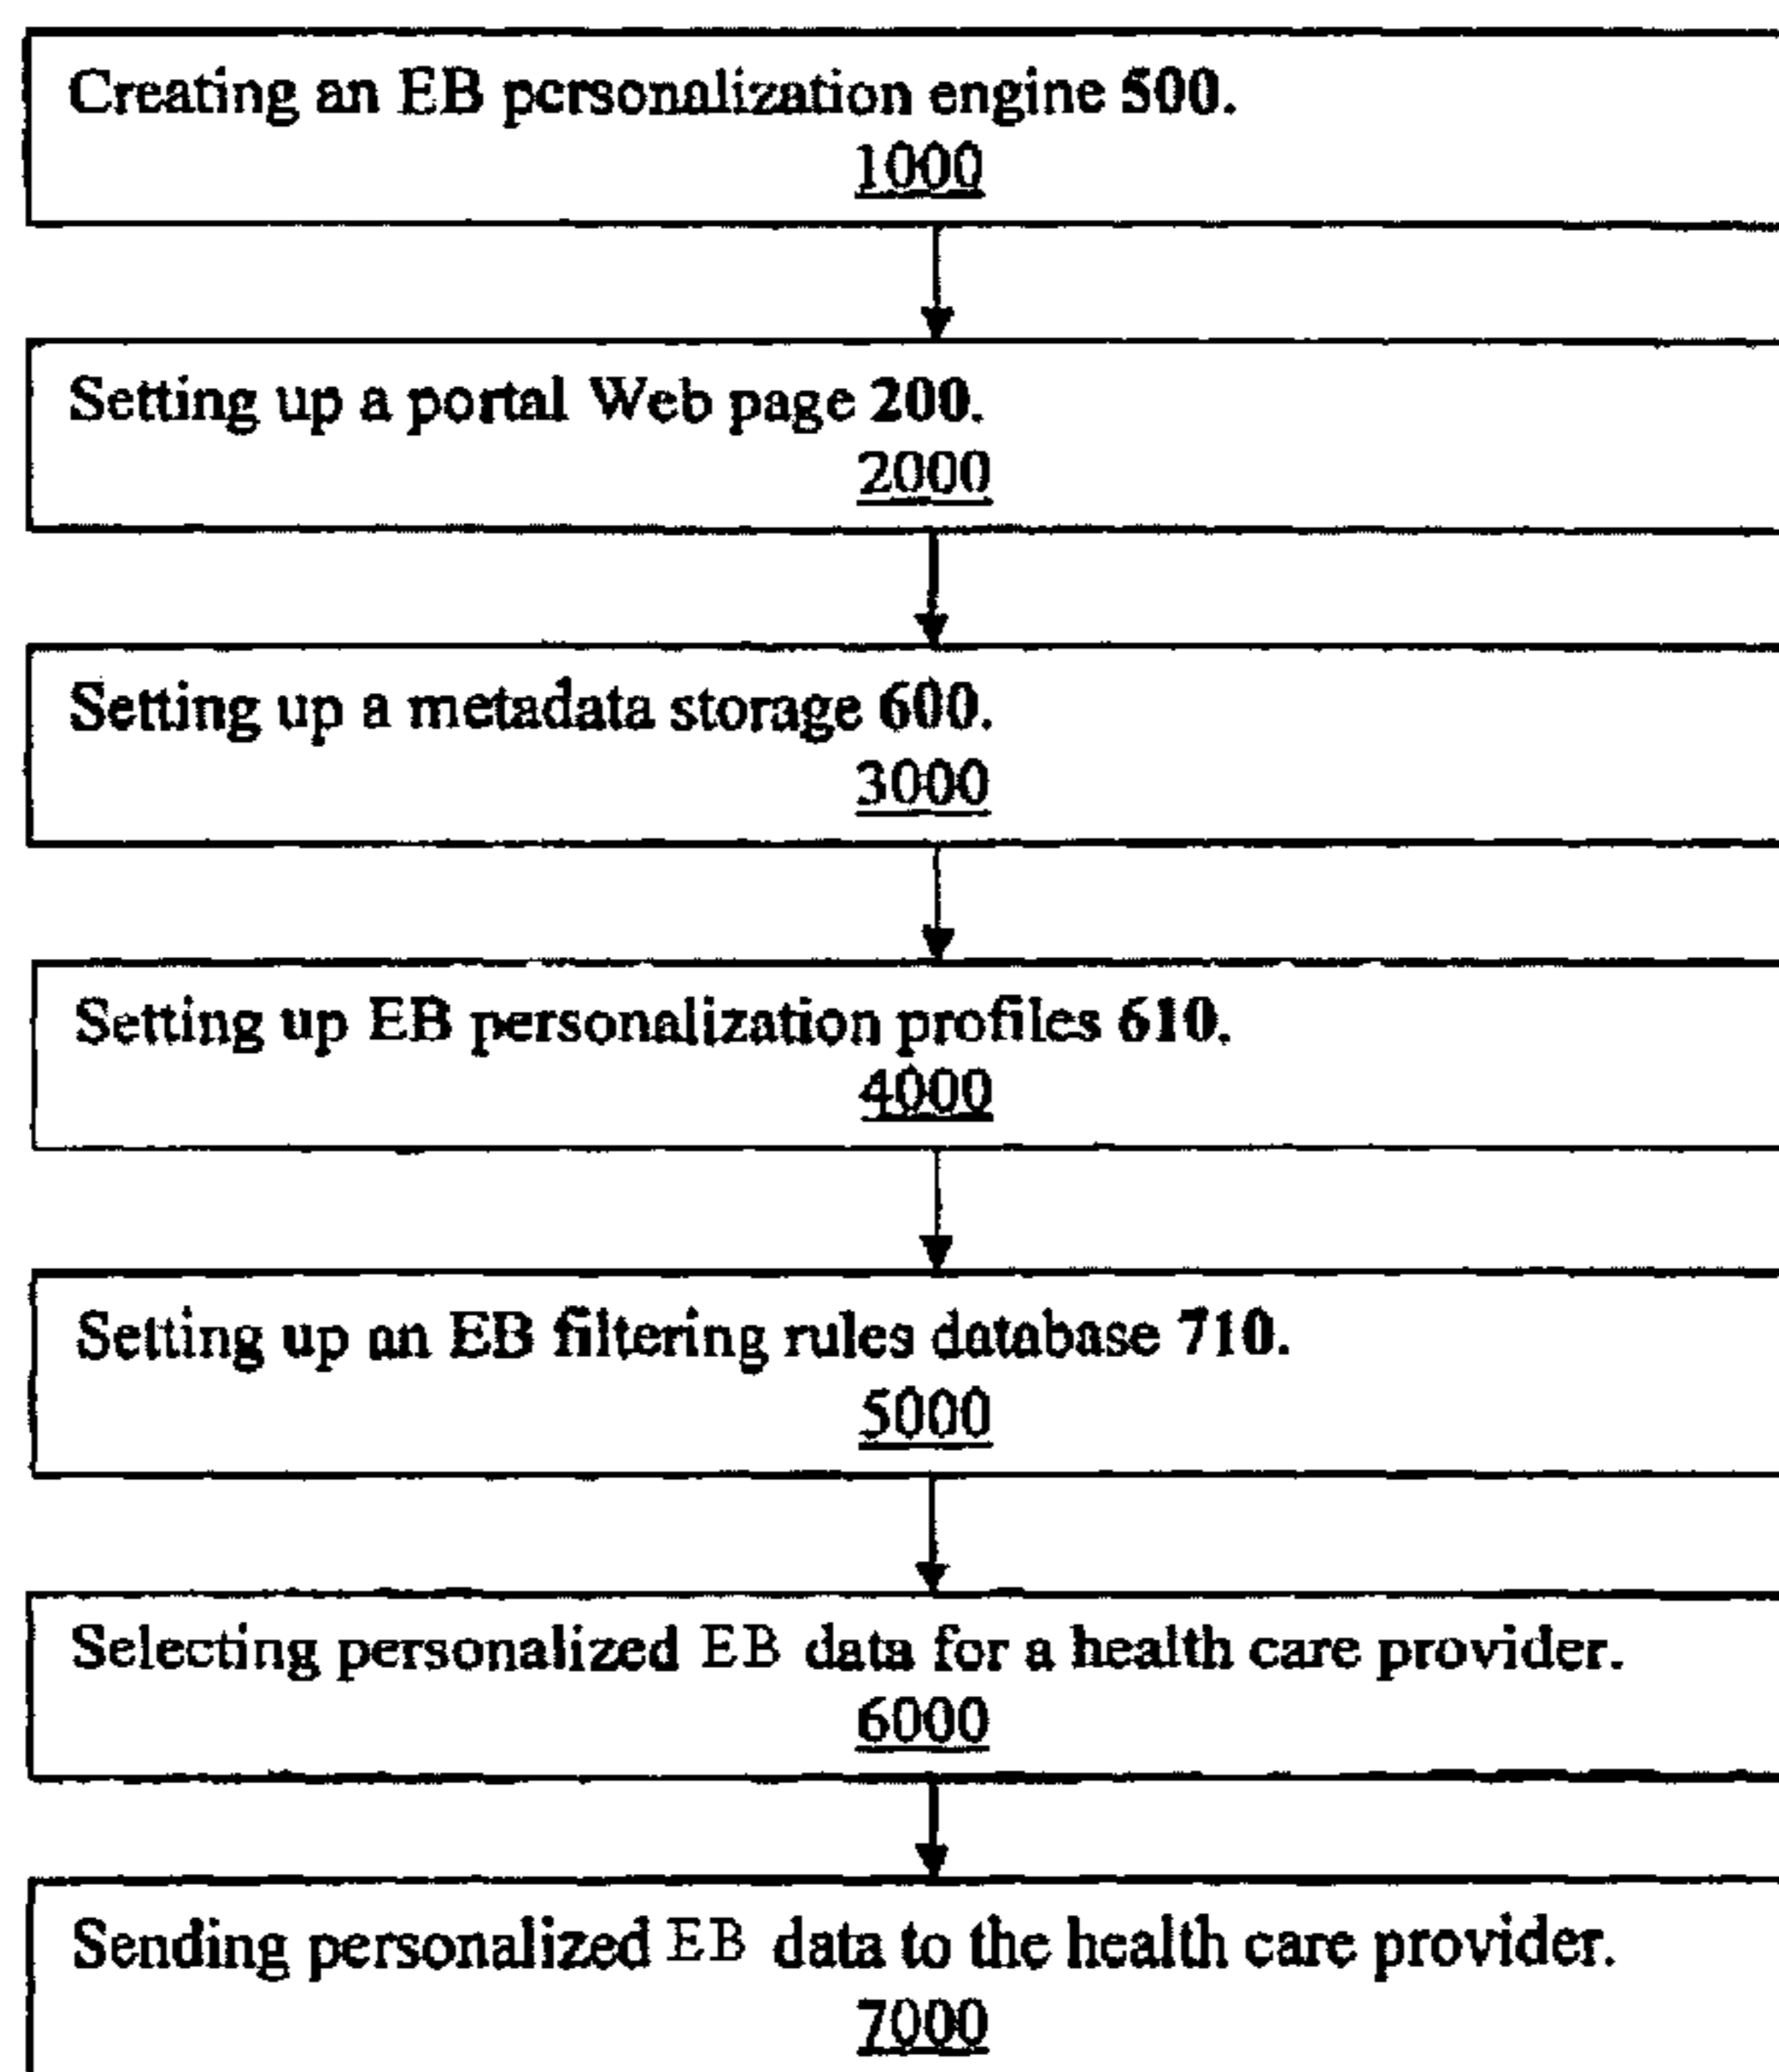 Creating an EB personalization engine 500.
1000
Setting up a portal Web page 200.
2000
Setting up a metadata storage 600.
3000
Setting up EB personalization profiles 610.
4000
Setting up an EB filtering rules database 710.
5000
Selecting personalized EB data for a health care provider.
6000
Sending personalized EB data to the health care provider.
7000